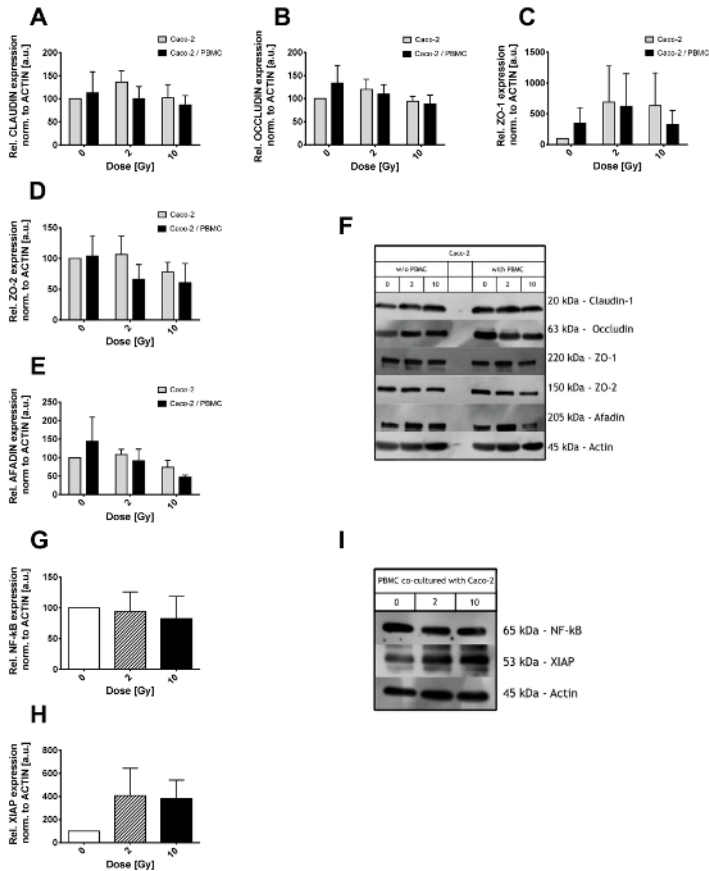 A
Rel. CLAUDIN expression
norm. to ACTIN [a.u.]
200
150
100
50
0
0
2
10
Dose [Gy]
Caco-2
Caco-2 / PBMC
B
Rel. OCCLUDIN expression
norm. to ACTIN [a.u.]
200
150
100
50
0
0
2
10
Dose [Gy]
Caco-2
Caco-2 / PBMC
C
Rel. ZO-1 expression
norm. to ACTIN [a.u.]
1500
1000
500
0
0
2
10
Dose [Gy]
Caco-2
Caco-2 / PBMC
D
Rel. ZO-2 expression
norm. to ACTIN [a.u.]
150
100
50
0
0
2
10
Dose [Gy]
Caco-2
Caco-2 / PBMC
E
Rel. AFADIN expression
norm. to ACTIN [a.u.]
250
200
150
100
50
0
0
2
10
Dose [Gy]
Caco-2
Caco-2 / PBMC
F
Caco-2
w/o PBMC
with PBMC
0 2 10 0 2 10
20 kDa - Claudin-1
63 kDa - Occludin
220 kDa - ZO-1
150 kDa - ZO-2
205 kDa - Afadin
45 kDa - Actin
G
Rel. NF-kB expression
norm. to ACTIN [a.u.]
150
100
50
0
0
2
10
Dose [Gy]
H
Rel. XIAP expression
norm. to ACTIN [a.u.]
800
600
400
200
0
0
2
10
Dose [Gy]
I
PBMC co-cultured with Caco-2
0 2 10
65 kDa - NF-kB
53 kDa - XIAP
45 kDa - Actin